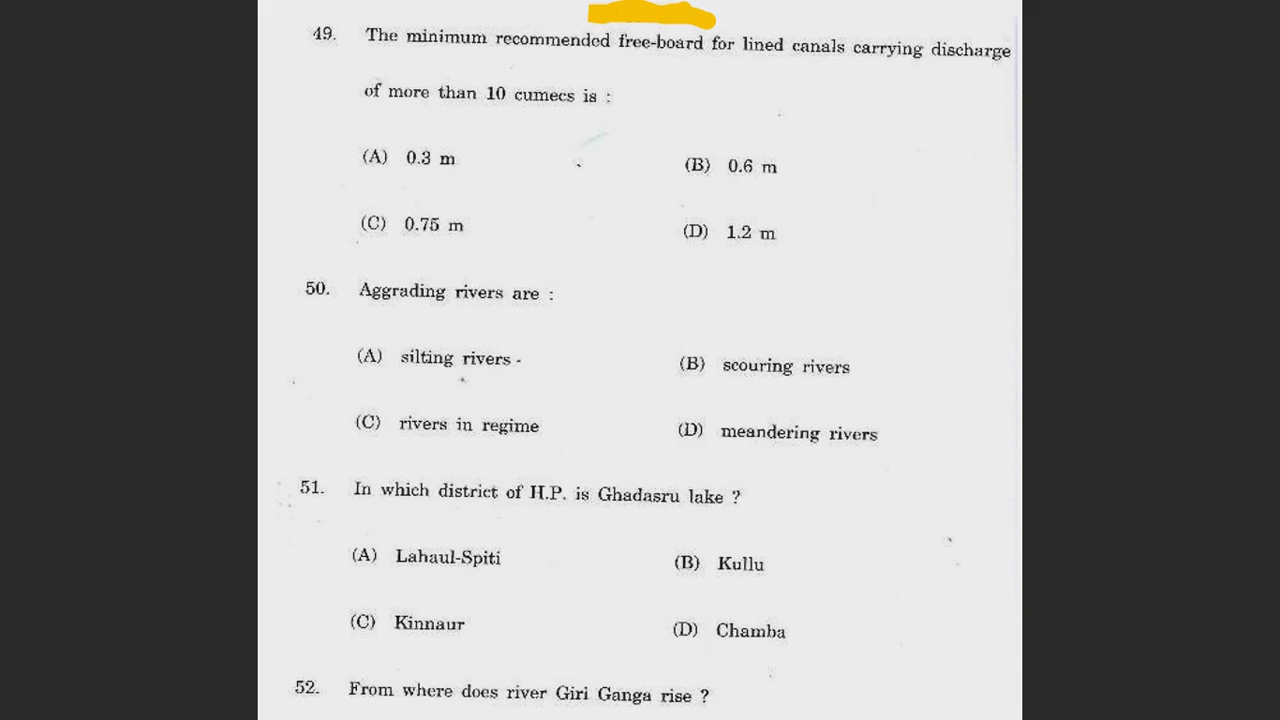 49. The minimum recommended free-board for lined canals carrying discharge
of more than 10 cumecs is :
(A) 0.3 m (B) 0.6 m
(C) 0.75 m (D) 1.2 m
50. Aggrading rivers are :
(A) silting rivers - (B) scouring rivers
(C) rivers in regime (D) meandering rivers
51. In which district of H.P. is Ghadasru lake ?
(A) Lahaul-Spiti (B) Kullu
(C) Kinnaur (D) Chamba
52. From where does river Giri Ganga rise ?